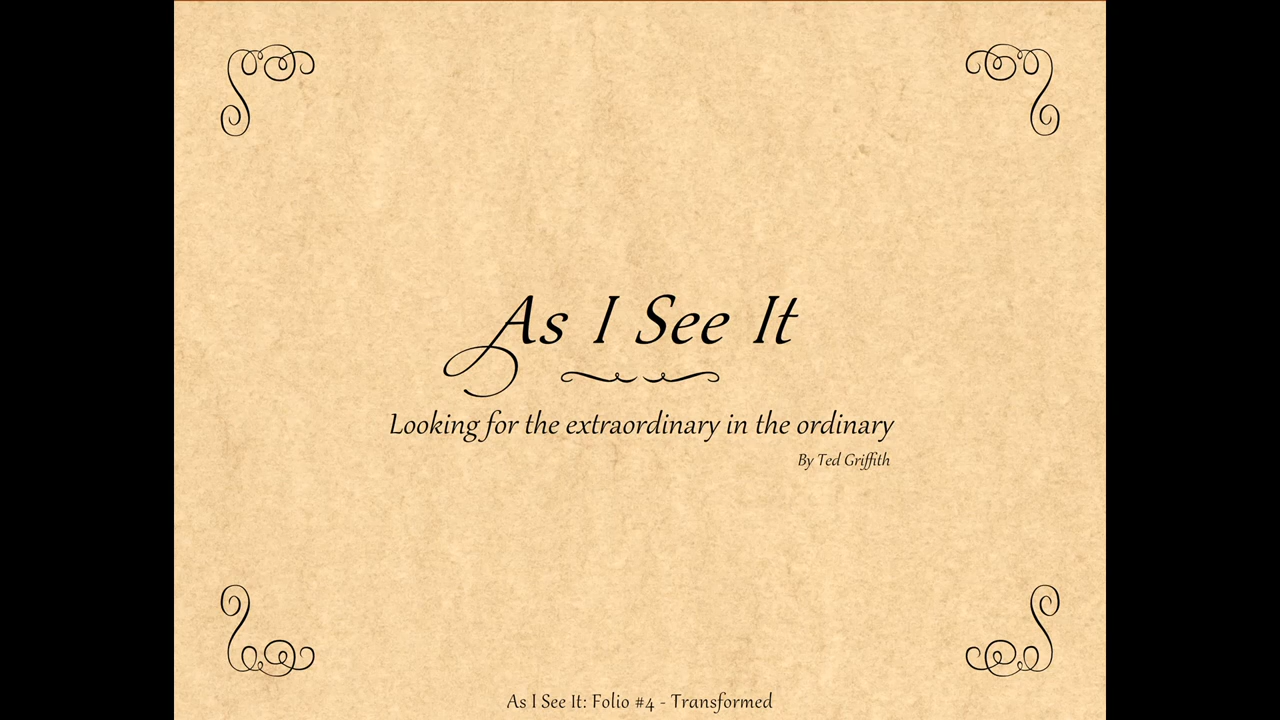 As I See It
Looking for the extraordinary in the ordinary
By Ted Griffith
As I See It: Folio #4 - Transformed